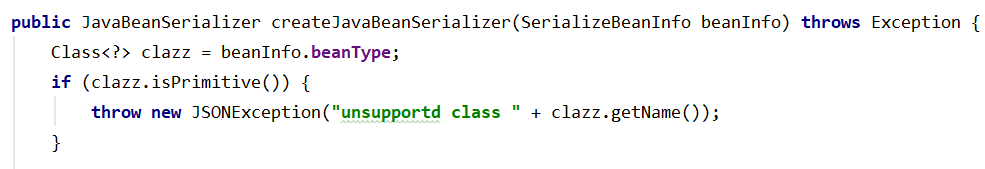 public JavaBeanSerializer createJavaBeanSerializer(SerializeBeanInfo beanInfo) throws Exception {
    Class<?> clazz = beanInfo.beanType;
    if (clazz.isPrimitive()) {
        throw new JSONException("unsupportd class " + clazz.getName());
    }